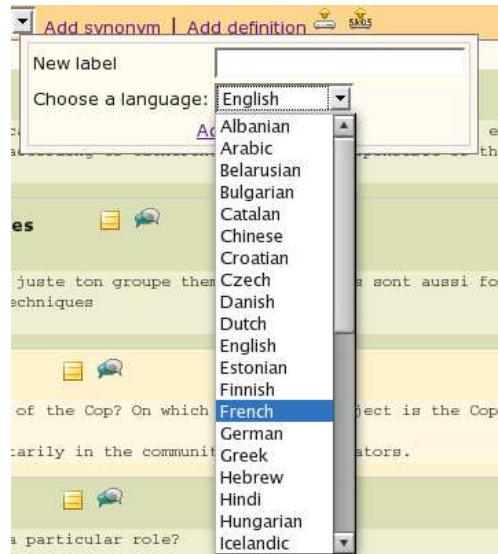 Add synonym | Add definition SKOS
New label
Choose a language: English
Albanian
Arabic
Belarusian
Bulgarian
Catalan
Chinese
Croatian
Czech
Danish
Dutch
English
Estonian
Finnish
French
German
Greek
Hebrew
Hindi
Hungarian
Icelandic
es
juste ton groupe them s sont aussi fo
echniques
of the Cop? On which ject is the Cop
tarily in the communit ators.
a particular role?